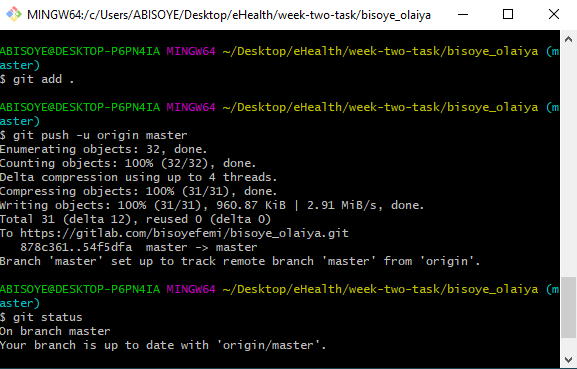 MINGW64:/c/Users/ABISOYE/Desktop/eHealth/week-two-task/bisoye_olaiya
ABISOYE@DESKTOP-P6PN4IA MINGW64 ~/Desktop/eHealth/week-two-task/bisoye_olaiya (m
aster)
$ git add .
ABISOYE@DESKTOP-P6PN4IA MINGW64 ~/Desktop/eHealth/week-two-task/bisoye_olaiya (m
aster)
$ git push -u origin master
Enumerating objects: 32, done.
Counting objects: 100% (32/32), done.
Delta compression using up to 4 threads.
Compressing objects: 100% (31/31), done.
Writing objects: 100% (31/31), 960.87 KiB | 2.91 MiB/s, done.
Total 31 (delta 12), reused 0 (delta 0)
To https://gitlab.com/bisoyefemi/bisoye_olaiya.git
   878c361..54f5dfa  master -> master
Branch 'master' set up to track remote branch 'master' from 'origin'.
ABISOYE@DESKTOP-P6PN4IA MINGW64 ~/Desktop/eHealth/week-two-task/bisoye_olaiya (m
aster)
$ git status
On branch master
Your branch is up to date with 'origin/master'.